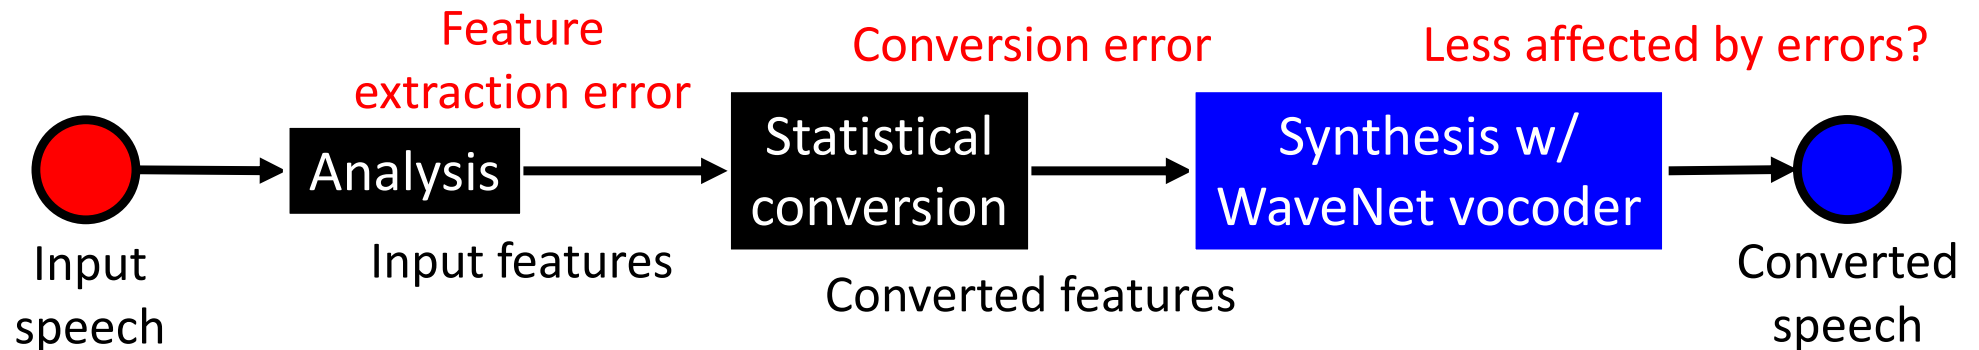 Feature
extraction error
Conversion error
Less affected by errors?
Analysis
Statistical
conversion
Synthesis w/
WaveNet vocoder
Input
speech
Input features
Converted features
Converted
speech